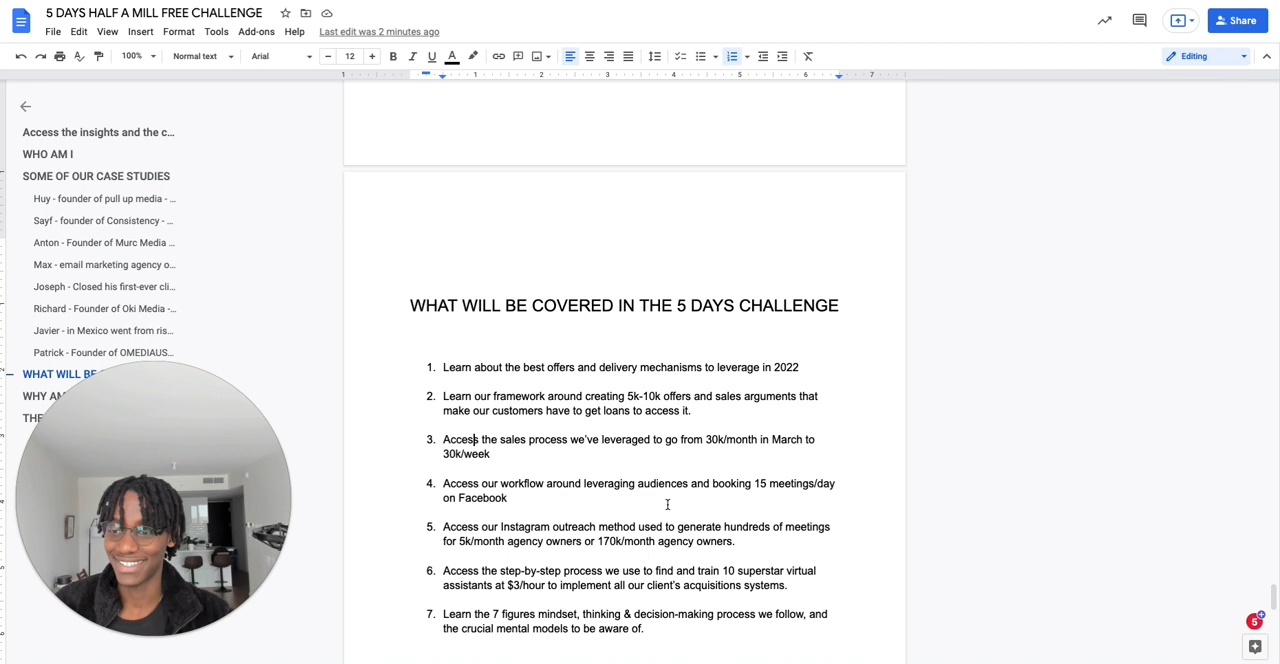 5 DAYS HALF A MILL FREE CHALLENGE
File Edit View Insert Format Tools Add-ons Help Last edit was 2 minutes ago
Share
100% Normal text Arial 12 B I U A Editing
1 1 2 3 4 5 6 7
Access the insights and the c...
WHO AM I
SOME OF OUR CASE STUDIES
Huy - founder of pull up media - ...
Sayf - founder of Consistency - ...
Anton - Founder of Murc Media ...
Max - email marketing agency o...
Joseph - Closed his first-ever cli...
Richard - Founder of Oki Media -...
Javier - in Mexico went from ris...
Patrick - Founder of OMEDIAUS...
WHAT WILL BE
WHY AM
THE
WHAT WILL BE COVERED IN THE 5 DAYS CHALLENGE
1. Learn about the best offers and delivery mechanisms to leverage in 2022
2. Learn our framework around creating 5k-10k offers and sales arguments that
make our customers have to get loans to access it.
3. Access the sales process we've leveraged to go from 30k/month in March to
30k/week
4. Access our workflow around leveraging audiences and booking 15 meetings/day
on Facebook
5. Access our Instagram outreach method used to generate hundreds of meetings
for 5k/month agency owners or 170k/month agency owners.
6. Access the step-by-step process we use to find and train 10 superstar virtual
assistants at $3/hour to implement all our client's acquisitions systems.
7. Learn the 7 figures mindset, thinking & decision-making process we follow, and
the crucial mental models to be aware of.
5